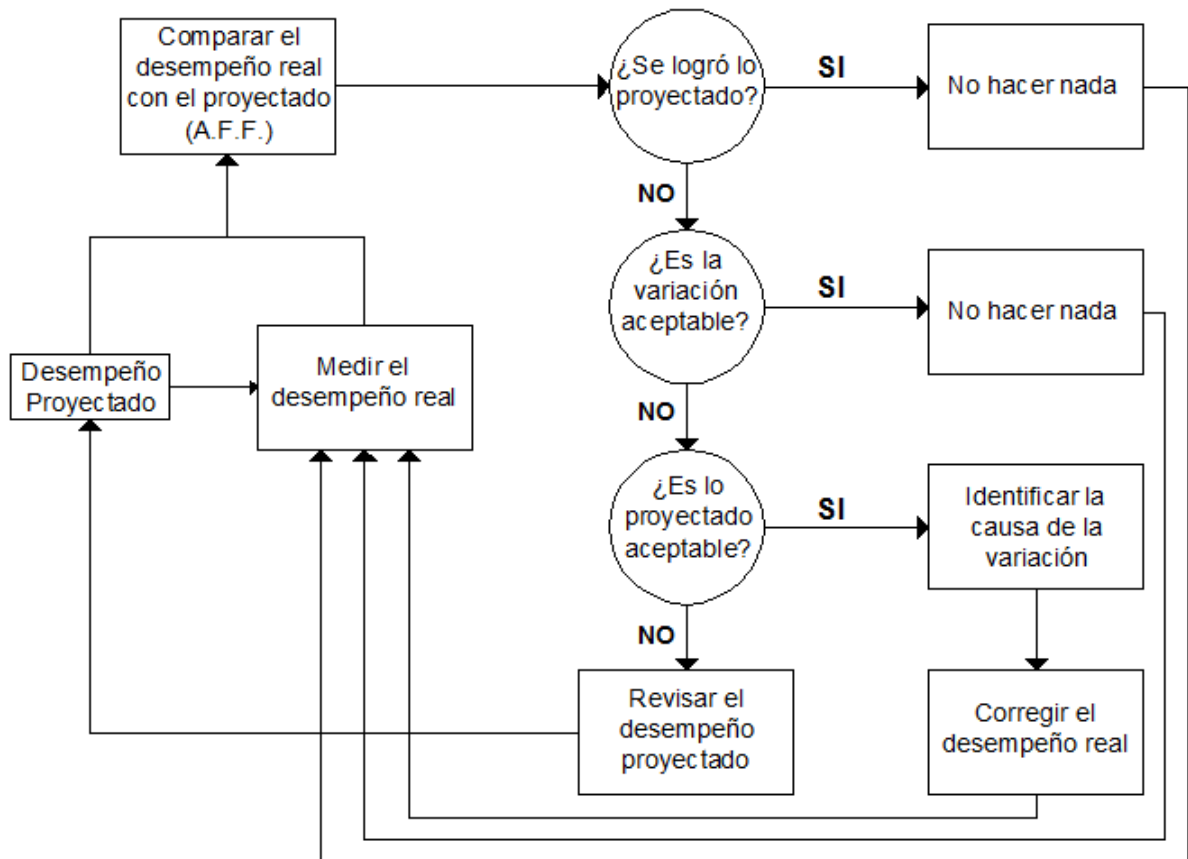 Comparar el
desempeño real
con el proyectado
(A.F.F.)
¿Se logró lo
proyectado?
SI
No hacer nada
NO
¿Es la
variación
aceptable?
SI
No hacer nada
Desempeño
Proyectado
Medir el
desempeño real
NO
¿Es lo
proyectado
aceptable?
SI
Identificar la
causa de la
variación
NO
Revisar el
desempeño
proyectado
Corregir el
desempeño real